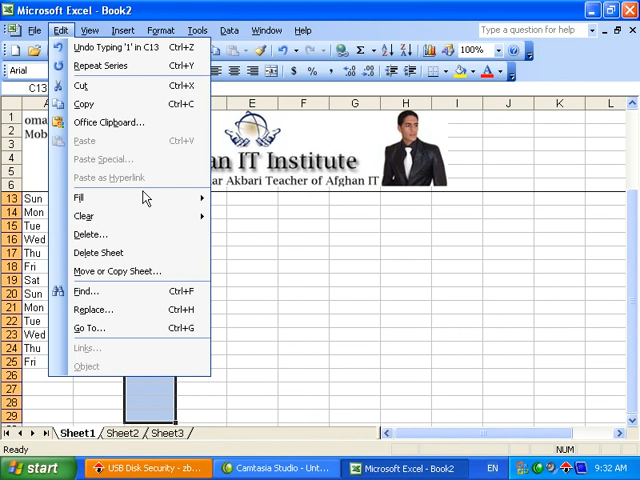 Microsoft Excel - Book2
File Edit View Insert Format Tools Data Window Help
Type a question for help
Σ 100%
Arial $ %
C13
Undo Typing '1' in C13 Ctrl+Z
Repeat Series Ctrl+Y
Cut Ctrl+X
Copy Ctrl+C
Office Clipboard...
Paste Ctrl+V
Paste Special...
Paste as Hyperlink
Fill
Clear
Delete...
Delete Sheet
Move or Copy Sheet...
Find... Ctrl+F
Replace... Ctrl+H
Go To... Ctrl+G
Links...
Object
A E F G H I J K L
1 oma
2 Mob
3
4 an IT Institute
5
6 ar Akbari Teacher of Afghan IT
13 Sun
14 Mon
15 Tue
16 Wed
17 Thu
18 Fri
19 Sat
20 Sun
21 Mon
22 Tue
23 Wed
24 Thu
25 Fri
26
27
28
29
Sheet1 Sheet2 Sheet3
Ready NUM
start USB Disk Security - zb... Camtasia Studio - Unt... Microsoft Excel - Book2 EN 9:32 AM